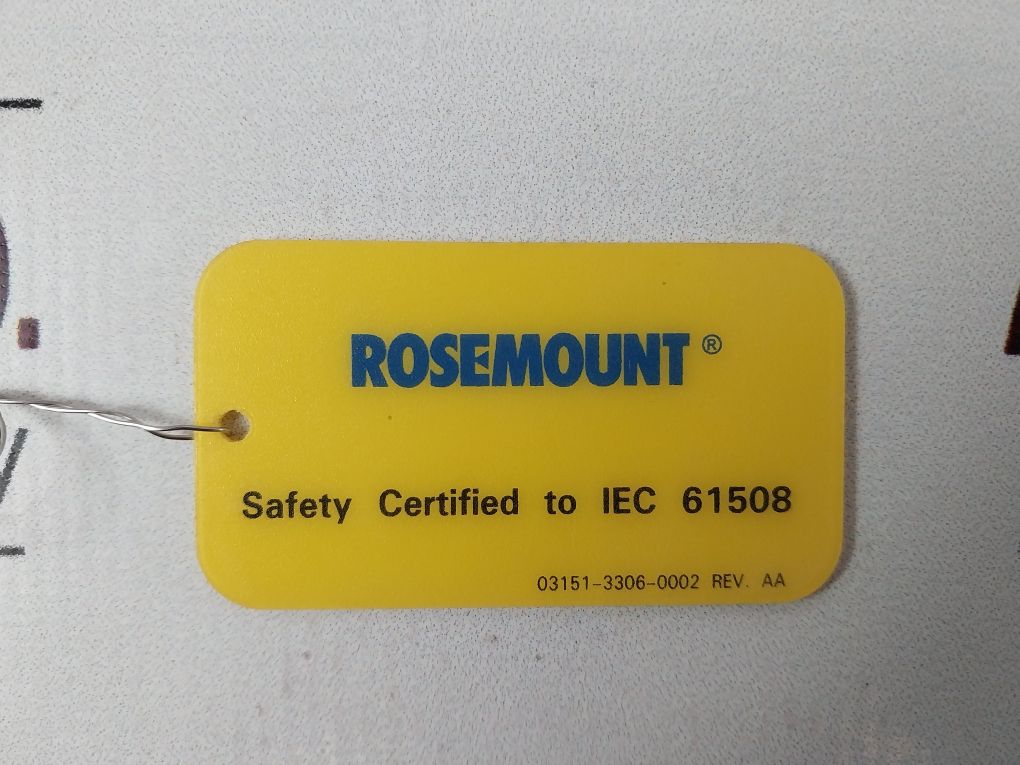 ROSEMOUNT®
Safety Certified to IEC 61508
03151-3306-0002 REV. AA